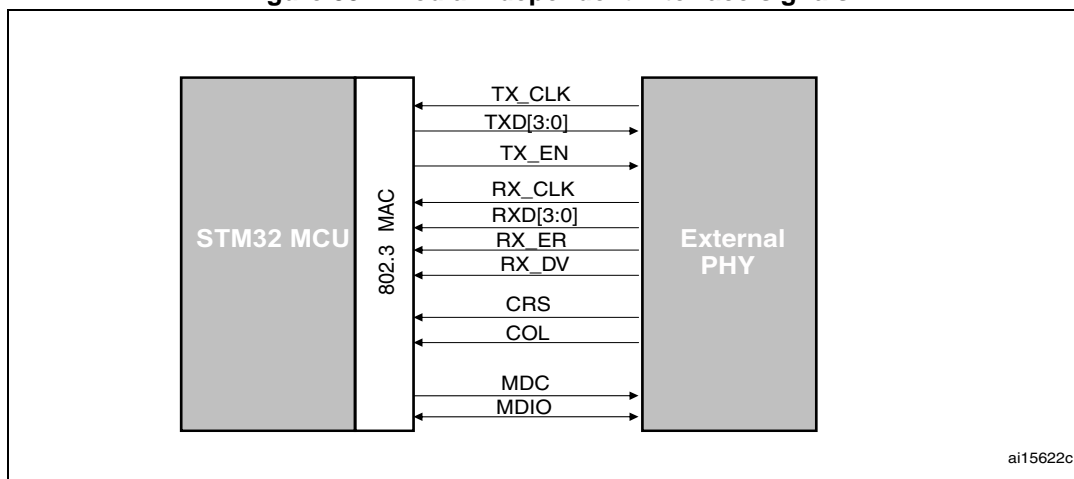 TX_CLK
TXD[3:0]
TX_EN
RX_CLK
RXD[3:0]
RX_ER
RX_DV
CRS
COL
MDC
MDIO
STM32 MCU
802.3 MAC
External
PHY
ai15622c